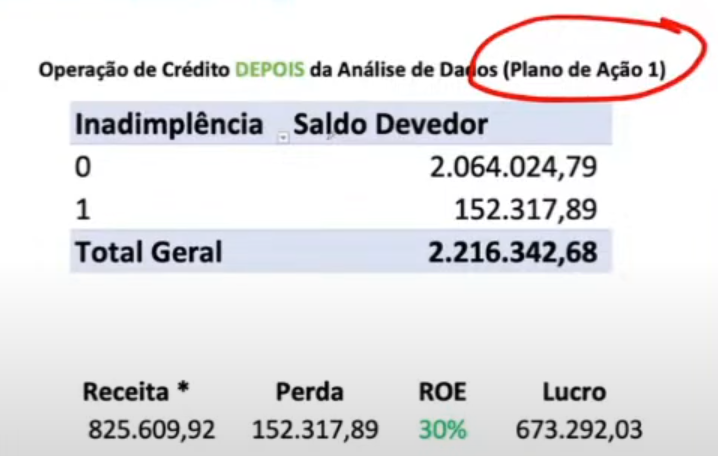 Operação de Crédito DEPOIS da Análise de Dados (Plano de Ação 1)
Inadimplência Saldo Devedor
0 2.064.024,79
1 152.317,89
Total Geral 2.216.342,68
Receita * Perda ROE Lucro
825.609,92 152.317,89 30% 673.292,03